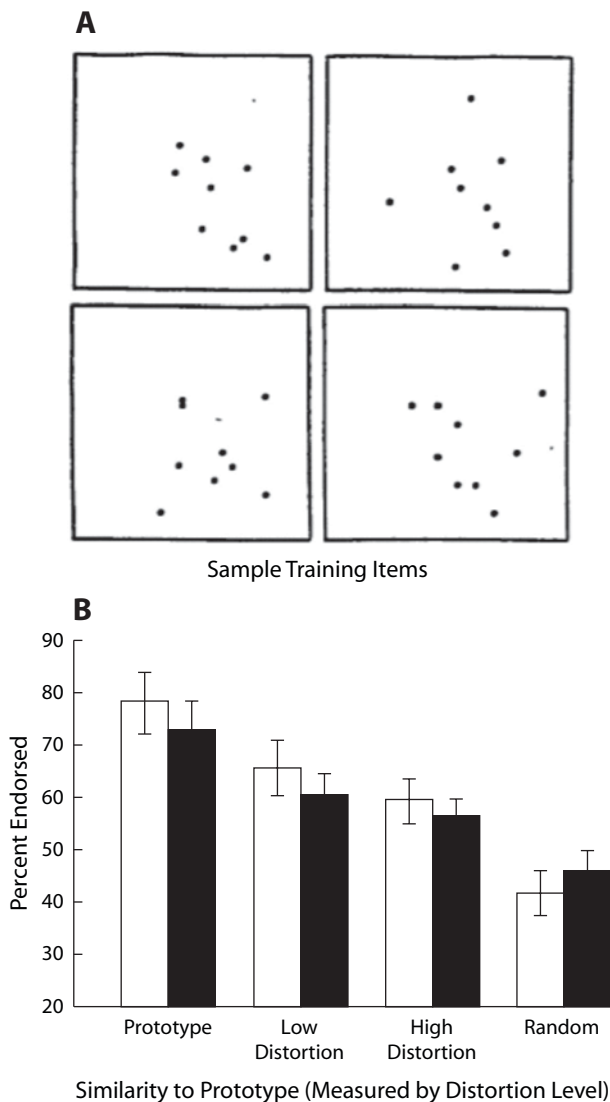 A
Sample Training Items
B
90
80
70
60
50
40
30
20
Percent Endorsed
Prototype
Low
Distortion
High
Distortion
Random
Similarity to Prototype (Measured by Distortion Level)